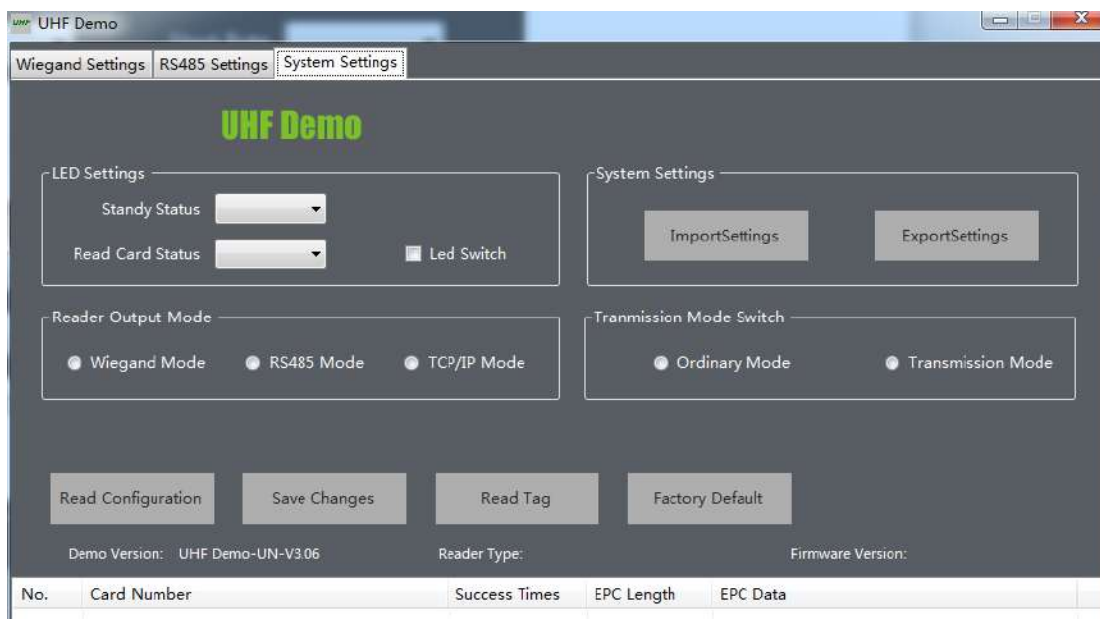 UHF Demo
Wiegand Settings RS485 Settings System Settings
UHF Demo
LED Settings
Standy Status
Read Card Status
Led Switch
System Settings
ImportSettings ExportSettings
Reader Output Mode
Wiegand Mode RS485 Mode TCP/IP Mode
Tranmission Mode Switch
Ordinary Mode Transmission Mode
Read Configuration Save Changes Read Tag Factory Default
Demo Version: UHF Demo-UN-V3.06 Reader Type: Firmware Version:
No. Card Number Success Times EPC Length EPC Data